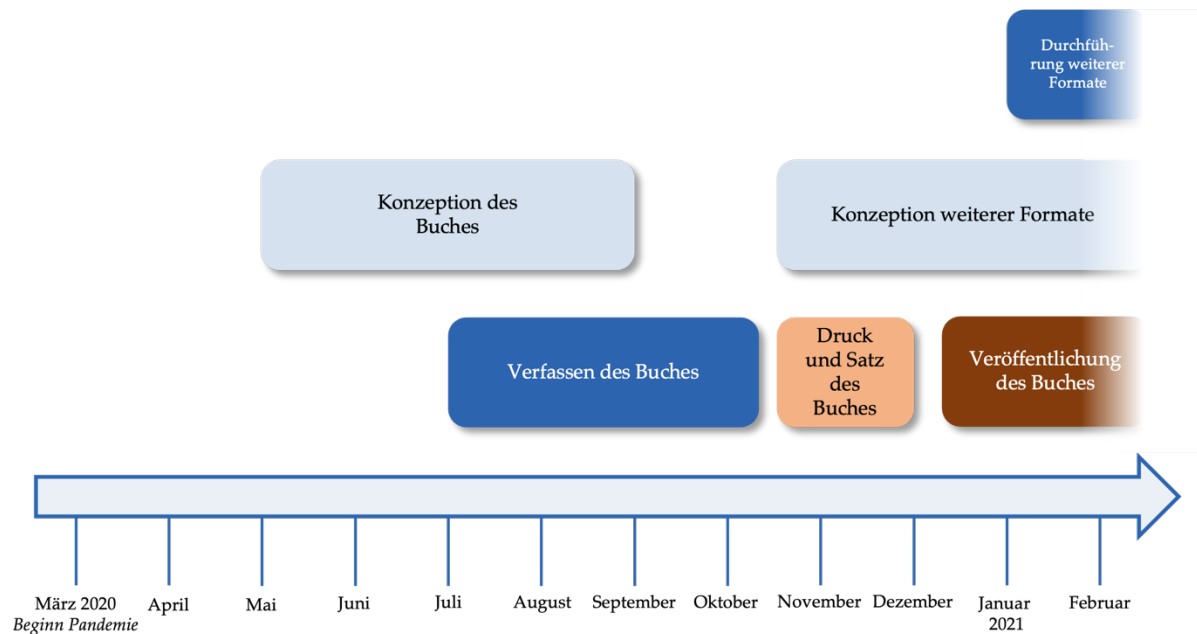 Durchfüh-
rung weiterer
Formate
Konzeption des
Buches
Konzeption weiterer Formate
Verfassen des Buches
Druck
und Satz
des
Buches
Veröffentlichung
des Buches
März 2020
Beginn Pandemie
April
Mai
Juni
Juli
August
September
Oktober
November
Dezember
Januar
2021
Februar